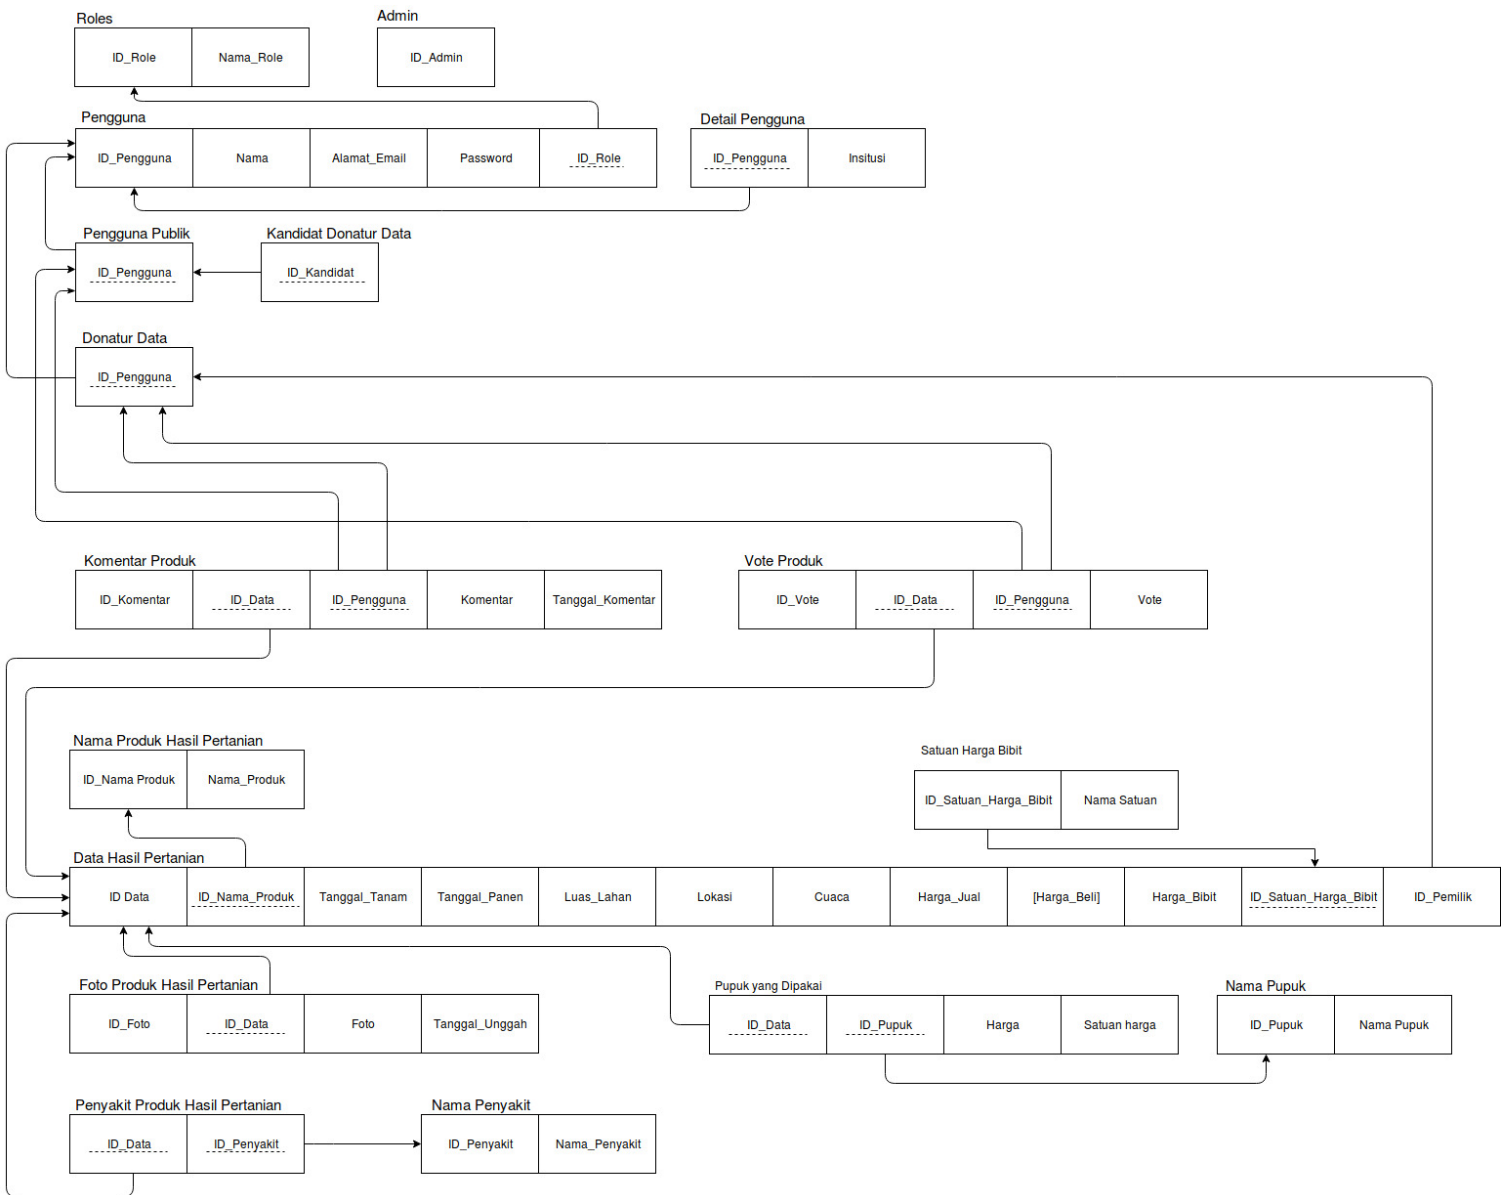 Roles
Admin
ID_Role
Nama_Role
ID_Admin
Pengguna
Detail Pengguna
ID_Pengguna
Nama
Alamat_Email
Password
ID_Role
ID_Pengguna
Insitusi
Pengguna Publik
Kandidat Donatur Data
ID_Pengguna
ID_Kandidat
Donatur Data
ID_Pengguna
Komentar Produk
Vote Produk
ID_Komentar
ID_Data
ID_Pengguna
Komentar
Tanggal_Komentar
ID_Vote
ID_Data
ID_Pengguna
Vote
Nama Produk Hasil Pertanian
Satuan Harga Bibit
ID_Nama Produk
Nama_Produk
ID_Satuan_Harga_Bibit
Nama Satuan
Data Hasil Pertanian
ID Data
ID_Nama_Produk
Tanggal_Tanam
Tanggal_Panen
Luas_Lahan
Lokasi
Cuaca
Harga_Jual
[Harga_Beli]
Harga_Bibit
ID_Satuan_Harga_Bibit
ID_Pemilik
Foto Produk Hasil Pertanian
Pupuk yang Dipakai
Nama Pupuk
ID_Foto
ID_Data
Foto
Tanggal_Unggah
ID_Data
ID_Pupuk
Harga
Satuan harga
ID_Pupuk
Nama Pupuk
Penyakit Produk Hasil Pertanian
Nama Penyakit
ID_Data
ID_Penyakit
ID_Penyakit
Nama_Penyakit